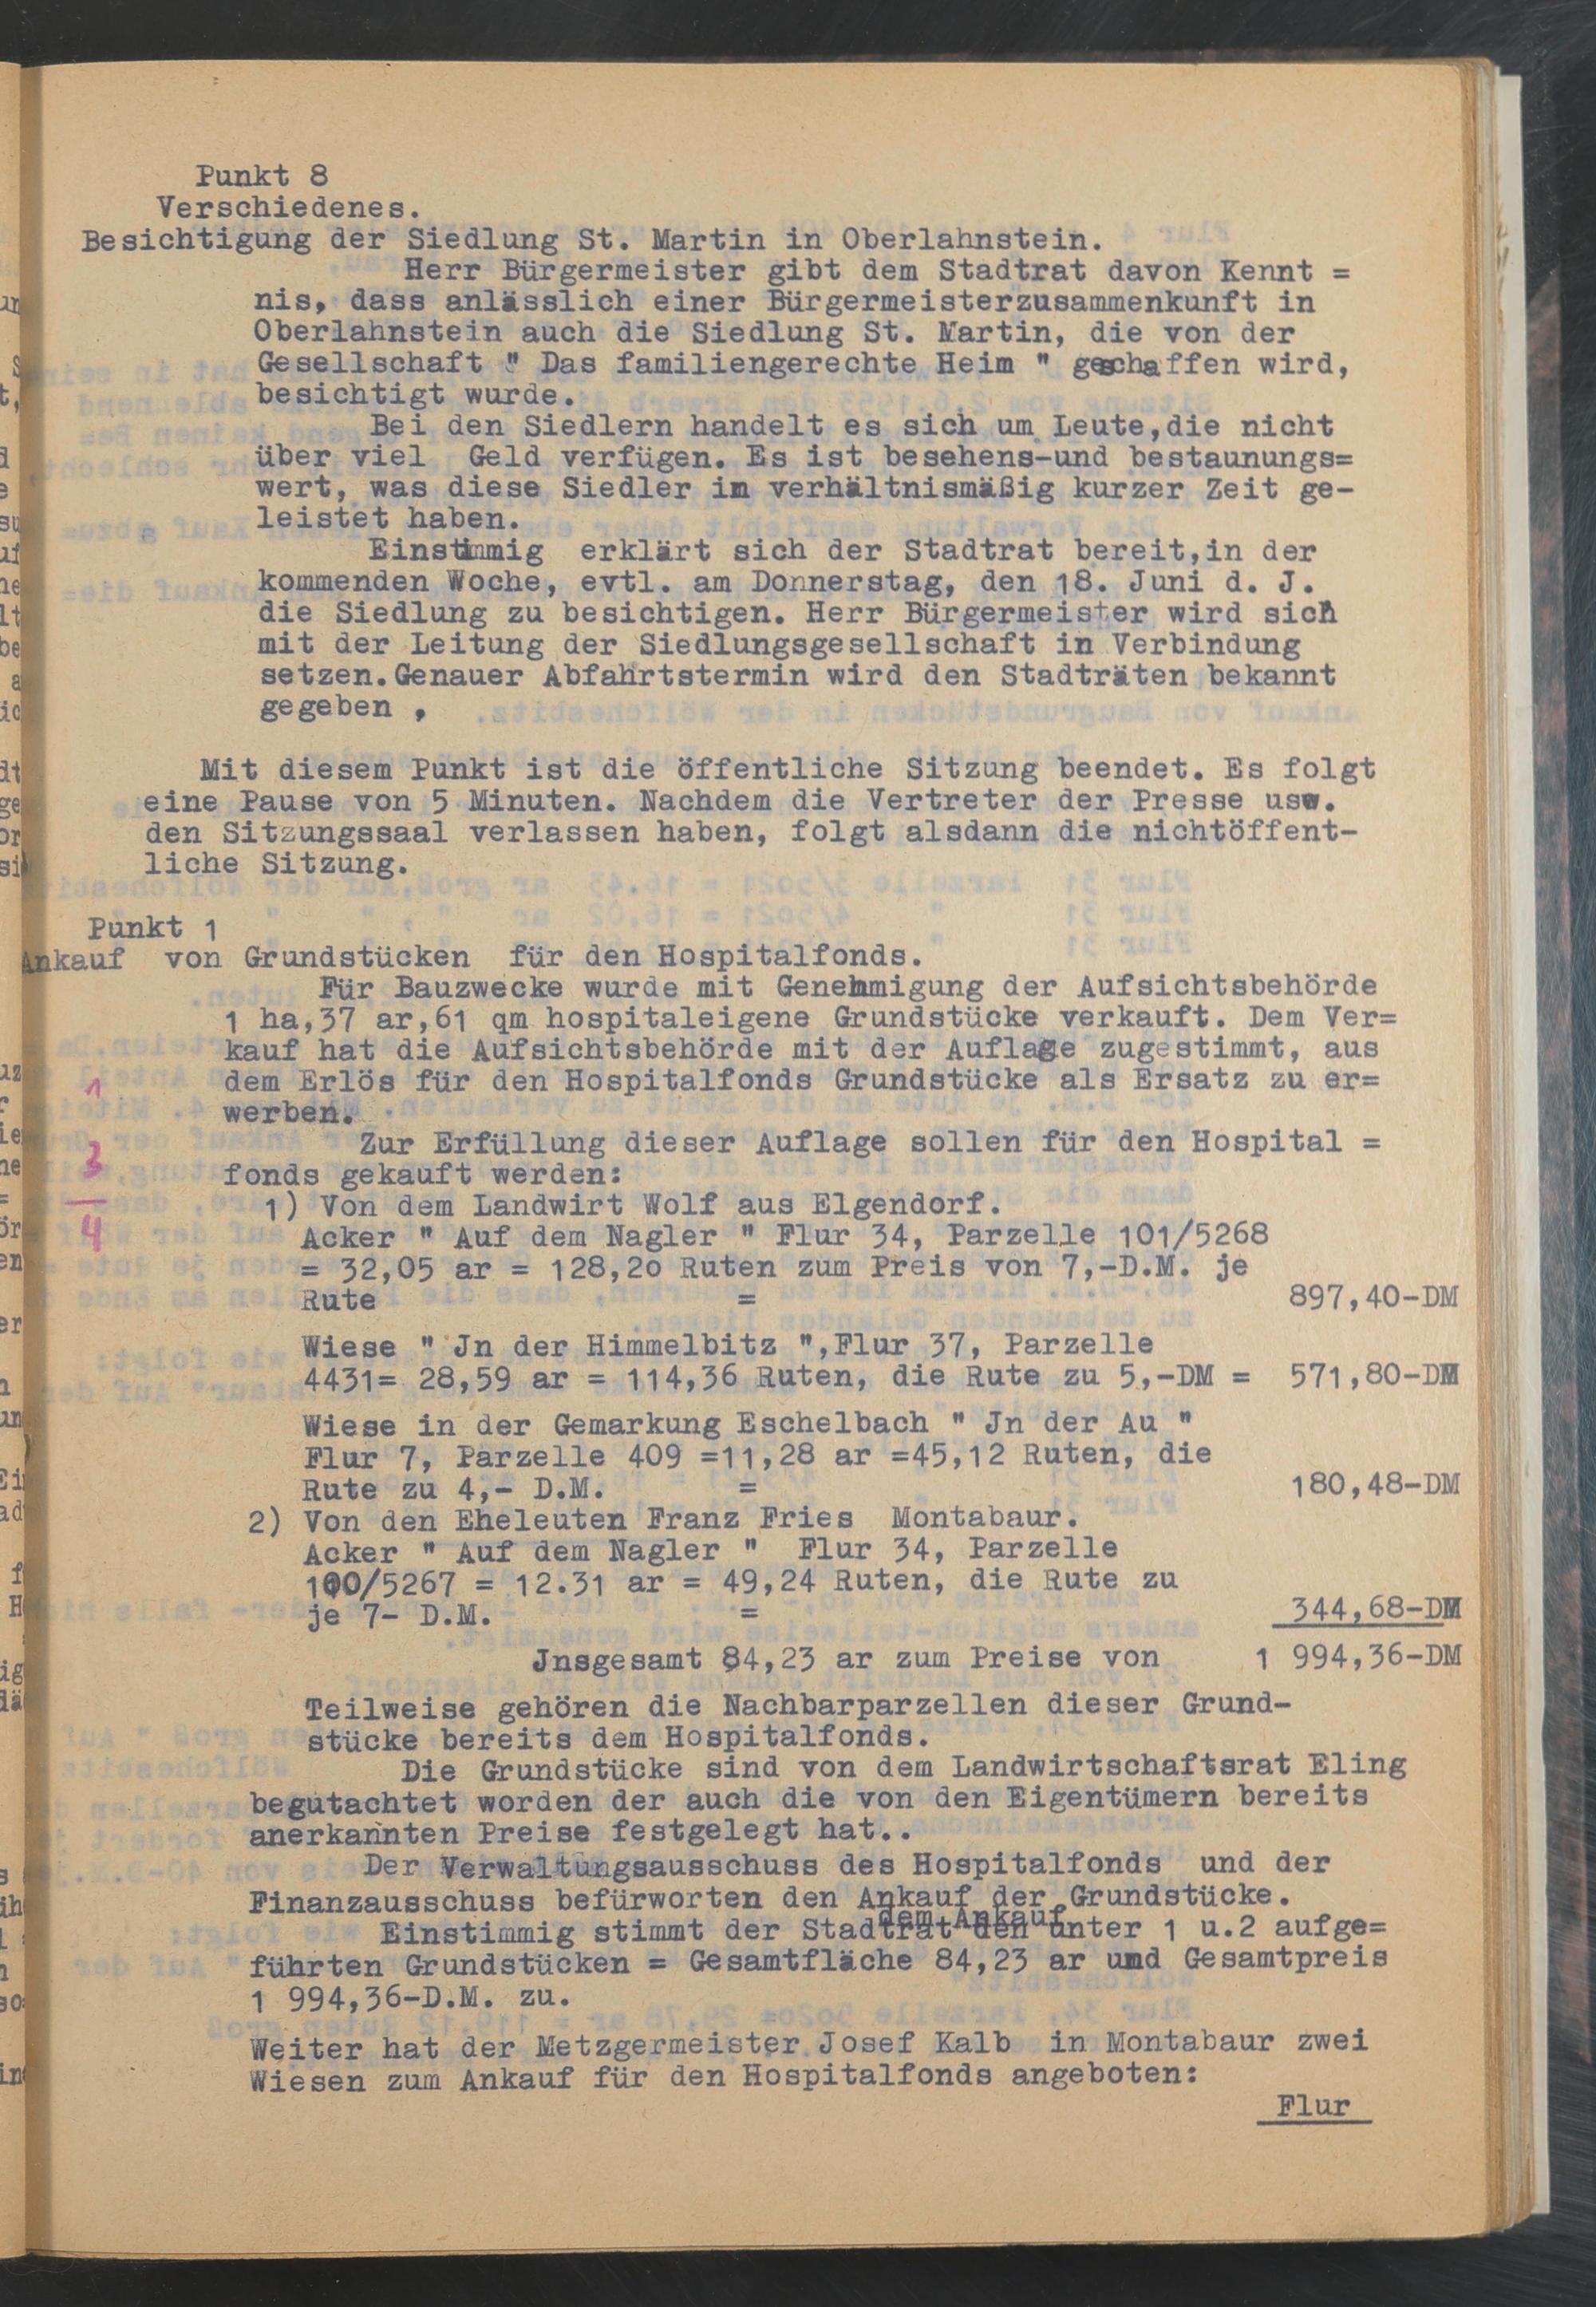 Punkt 8
Verschiedenes.
Besichtigung der Siedlung St. Martin in Oberlahnstein.
Herr Bürgermeister gibt dem Stadtrat davon Kennt =
nis, dass anlässlich einer Bürgermeisterzusammenkunft in
Oberlahnstein auch die Siedlung St. Martin, die von der
Gesellschaft " Das familiengerechte Heim " geschaffen wird,
besichtigt wurde.
Bei den Siedlern handelt es sich um Leute,die nicht
über viel Geld verfügen. Es ist besehens-und bestaunungs=
wert, was diese Siedler in verhältnismäßig kurzer Zeit ge-
leistet haben.
Einstimmig erklärt sich der Stadtrat bereit,in der
kommenden Woche, evtl. am Donnerstag, den 18. Juni d. J.
die Siedlung zu besichtigen. Herr Bürgermeister wird sich
mit der Leitung der Siedlungsgesellschaft in Verbindung
setzen.Genauer Abfahrtstermin wird den Stadträten bekannt
gegeben ,
Mit diesem Punkt ist die öffentliche Sitzung beendet. Es folgt
eine Pause von 5 Minuten. Nachdem die Vertreter der Presse usw.
den Sitzungssaal verlassen haben, folgt alsdann die nichtöffent-
liche Sitzung.
Punkt 1
Ankauf von Grundstücken für den Hospitalfonds.
Für Bauzwecke wurde mit Genehmigung der Aufsichtsbehörde
1 ha,37 ar,61 qm hospitaleigene Grundstücke verkauft. Dem Ver=
kauf hat die Aufsichtsbehörde mit der Auflage zugestimmt, aus
dem Erlös für den Hospitalfonds Grundstücke als Ersatz zu er=
werben.
1
3
4
Zur Erfüllung dieser Auflage sollen für den Hospital =
fonds gekauft werden:
1) Von dem Landwirt Wolf aus Elgendorf.
Acker " Auf dem Nagler " Flur 34, Parzelle 101/5268
= 32,05 ar = 128,2o Ruten zum Preis von 7,-D.M. je
Rute = 897,40-DM
Wiese " Jn der Himmelbitz ",Flur 37, Parzelle
4431= 28,59 ar = 114,36 Ruten, die Rute zu 5,-DM = 571,80-DM
Wiese in der Gemarkung Eschelbach " Jn der Au "
Flur 7, Parzelle 409 =11,28 ar =45,12 Ruten, die
Rute zu 4,- D.M. = 180,48-DM
2) Von den Eheleuten Franz Fries Montabaur.
Acker " Auf dem Nagler " Flur 34, Parzelle
100/5267 = 12.31 ar = 49,24 Ruten, die Rute zu
je 7- D.M. = 344,68-DM
Jnsgesamt 84,23 ar zum Preise von 1 994,36-DM
Teilweise gehören die Nachbarparzellen dieser Grund-
stücke bereits dem Hospitalfonds.
Die Grundstücke sind von dem Landwirtschaftsrat Eling
begutachtet worden der auch die von den Eigentümern bereits
anerkannten Preise festgelegt hat..
Der Verwaltungsausschuss des Hospitalfonds und der
Finanzausschuss befürworten den Ankauf der Grundstücke.
dem Ankauf
Einstimmig stimmt der Stadtrat den unter 1 u.2 aufge=
führten Grundstücken = Gesamtfläche 84,23 ar und Gesamtpreis
1 994,36-D.M. zu.
Weiter hat der Metzgermeister Josef Kalb in Montabaur zwei
Wiesen zum Ankauf für den Hospitalfonds angeboten:
Flur